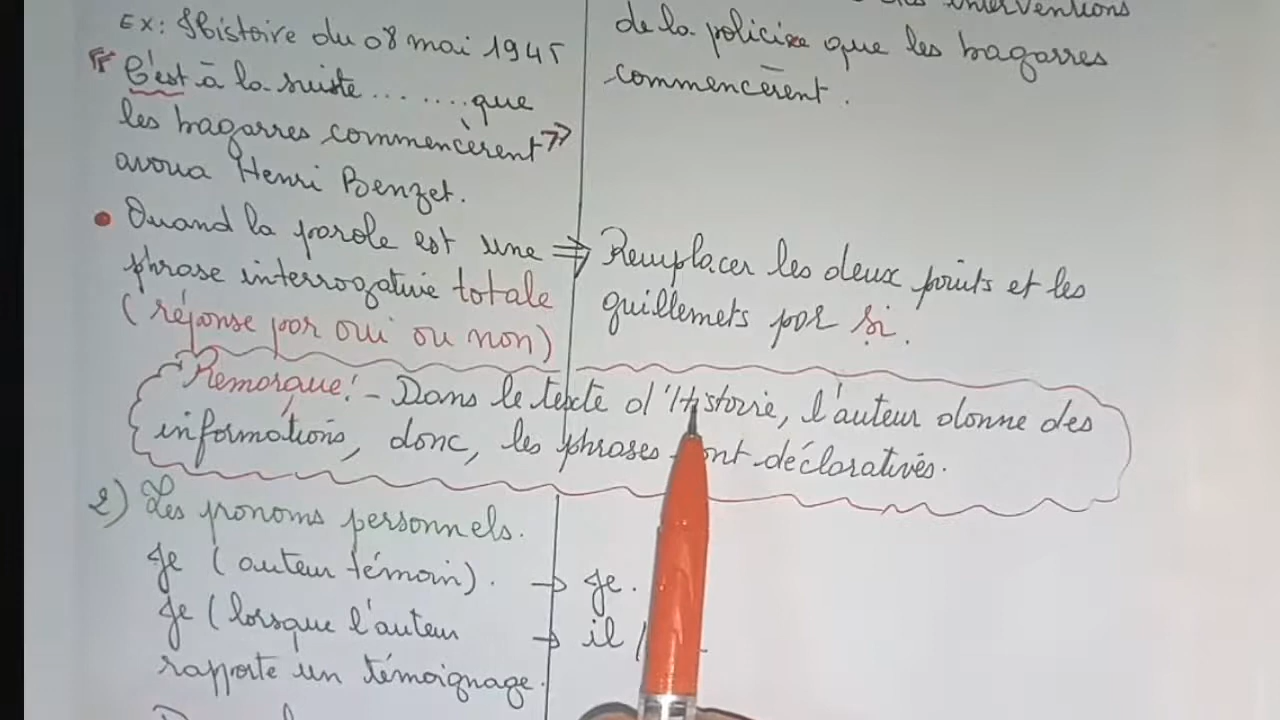 Ex: Histoire du 08 mai 1945
"C'est à la suite ........que
les bagarres commencèrent"
avoua Henri Benzet.
interventions
de la police que les bagarres
commencèrent.
• Quand la parole est une
phrase interrogative totale
(réponse par oui ou non)
⇒ Remplacer les deux points et les
guillemets par si.
Remarque: - Dans le texte d'Histoire, l'auteur donne des
informations, donc, les phrases sont déclaratives.
2) Les pronoms personnels.
Je (auteur témoin). → Je.
Je (lorsque l'auteur → il /
rapporte un témoignage.